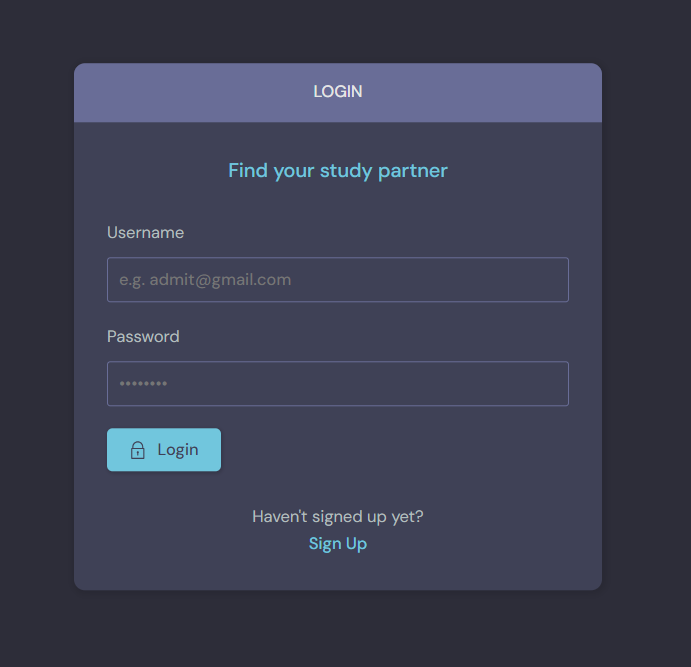 LOGIN
Find your study partner
Username
e.g. admit@gmail.com
Password
••••••••
Login
Haven't signed up yet?
Sign Up